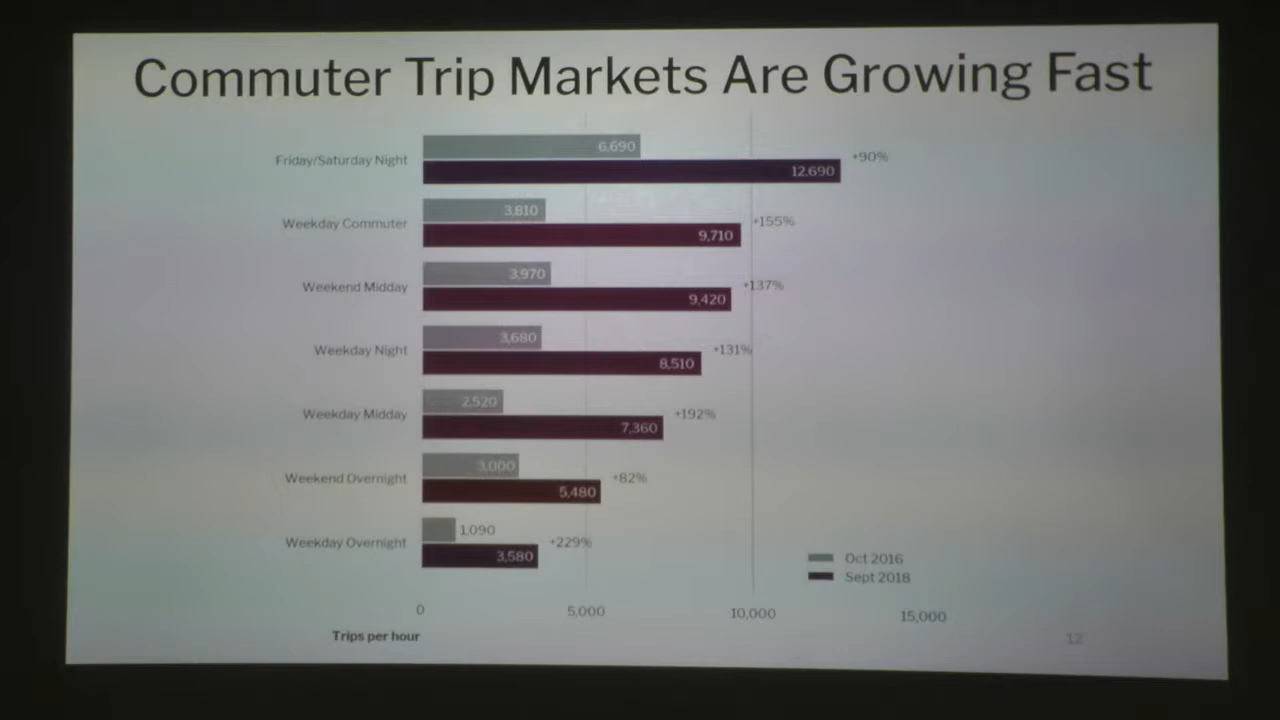 Commuter Trip Markets Are Growing Fast
Friday/Saturday Night 6,690 12,690 +90%
Weekday Commuter 3,810 9,710 +155%
Weekend Midday 3,970 9,420 +137%
Weekday Night 3,680 8,510 +131%
Weekday Midday 2,520 7,360 +192%
Weekend Overnight 3,000 5,480 +82%
Weekday Overnight 1,090 3,580 +229%
Oct 2016
Sept 2018
0 5,000 10,000 15,000
Trips per hour
12